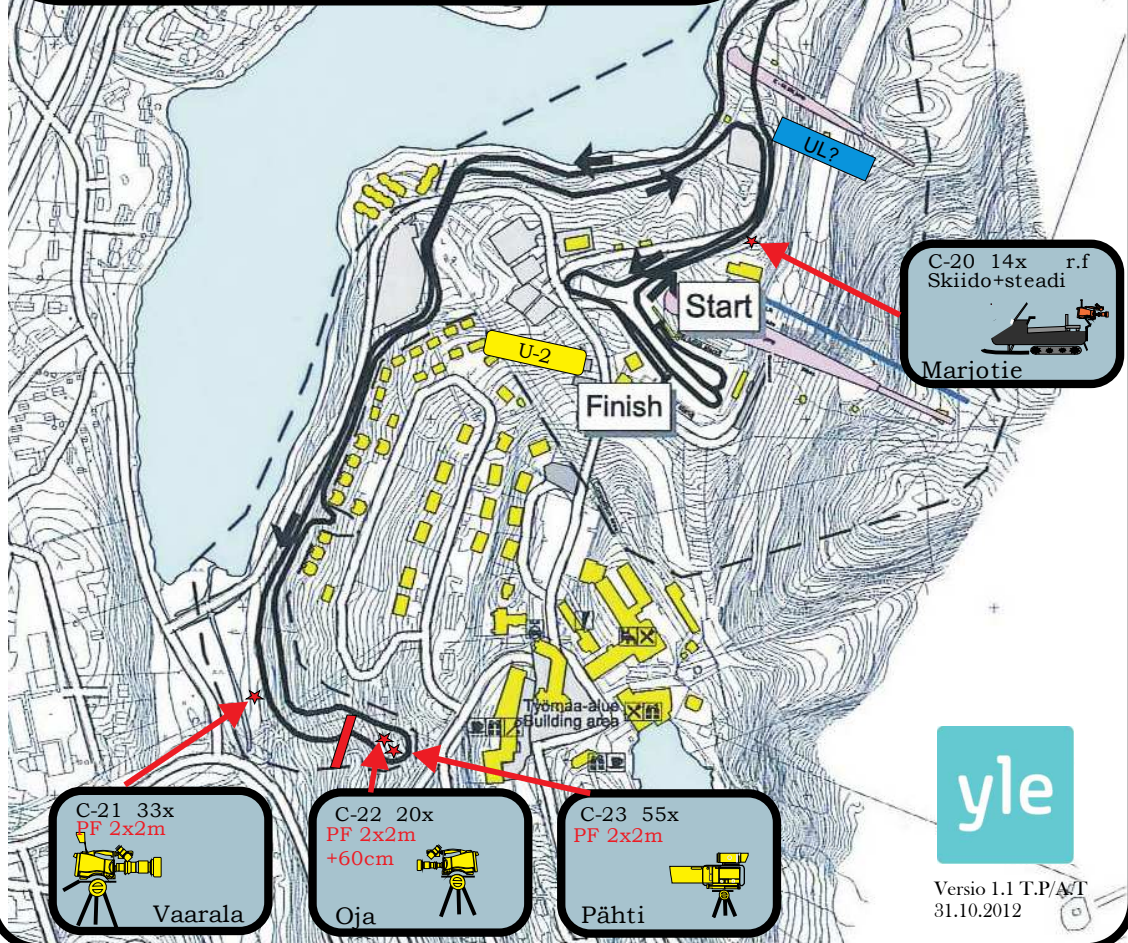 UL?
C-20 14x r.f
Skiido+steadi
Marjotie
Start
U-2
Finish
Työmaa-alue
Building area
yle
C-21 33x
PF 2x2m
Vaarala
C-22 20x
PF 2x2m
+60cm
Oja
C-23 55x
PF 2x2m
Pähti
Versio 1.1 T.P/A.T
31.10.2012